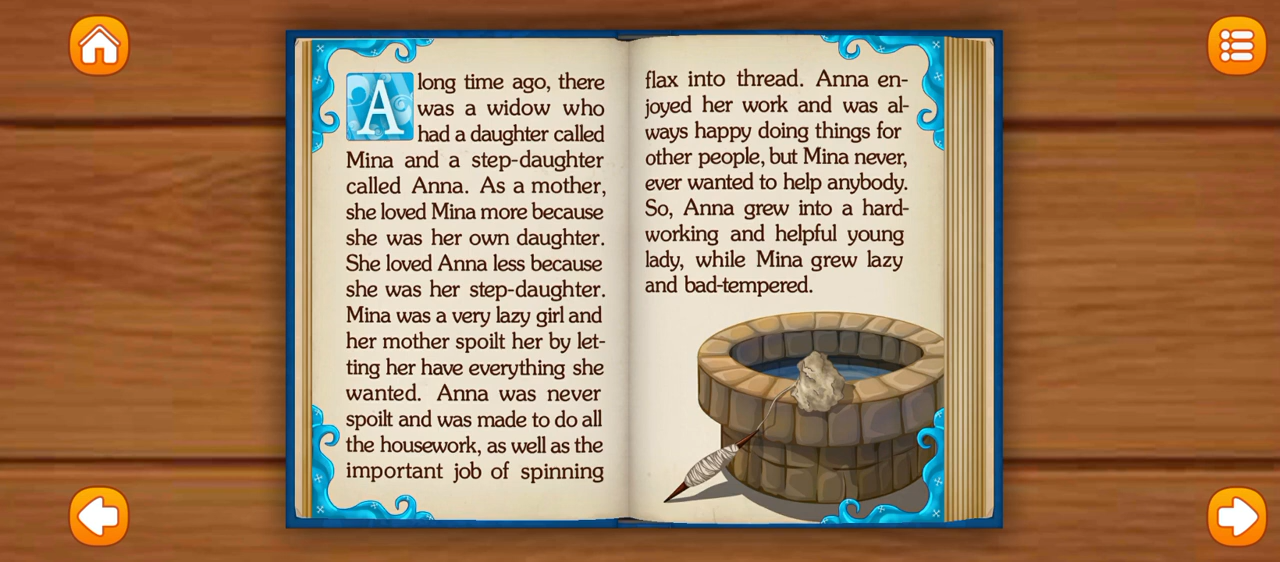 A long time ago, there
was a widow who
had a daughter called
Mina and a step-daughter
called Anna. As a mother,
she loved Mina more because
she was her own daughter.
She loved Anna less because
she was her step-daughter.
Mina was a very lazy girl and
her mother spoilt her by let-
ting her have everything she
wanted. Anna was never
spoilt and was made to do all
the housework, as well as the
important job of spinning
flax into thread. Anna en-
joyed her work and was al-
ways happy doing things for
other people, but Mina never,
ever wanted to help anybody.
So, Anna grew into a hard-
working and helpful young
lady, while Mina grew lazy
and bad-tempered.